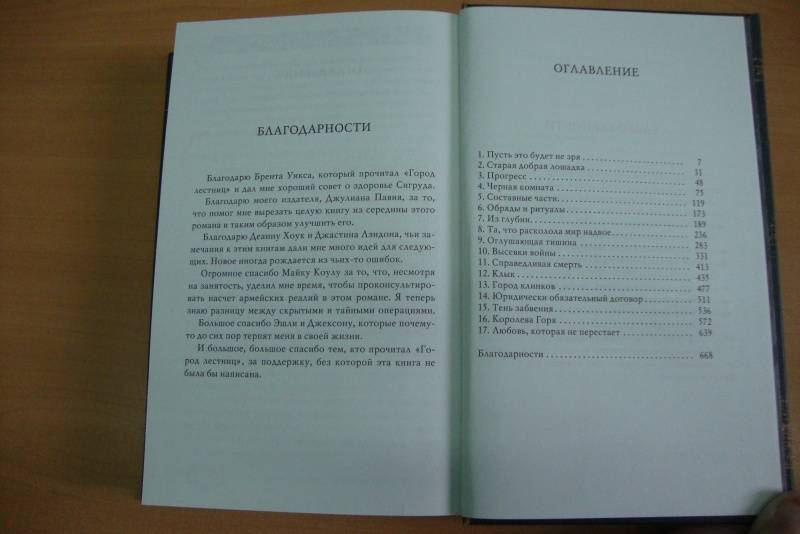 БЛАГОДАРНОСТИ
Благодарю Брента Уикса, который прочитал «Город
лестниц» и дал мне хороший совет о здоровье Сигруда.
Благодарю моего издателя, Джулиана Павия, за то,
что помог мне вырезать целую книгу из середины этого
романа и таким образом улучшить его.
Благодарю Деанну Хоук и Джастина Лэндона, чьи за-
мечания к этим книгам дали мне много идей для следую-
щих. Новое иногда рождается из чьих-то ошибок.
Огромное спасибо Майку Коулу за то, что, несмотря
на занятость, уделил мне время, чтобы проконсультиро-
вать насчет армейских реалий в этом романе. Я теперь
знаю разницу между скрытыми и тайными операциями.
Большое спасибо Эшли и Джексону, которые почему-
то до сих пор терпят меня в своей жизни.
И большое, большое спасибо тем, кто прочитал «Го-
род лестниц», за поддержку, без которой эта книга не
была бы написана.
ОГЛАВЛЕНИЕ
1. Пусть это будет не зря 7
2. Старая добрая лошадка 31
3. Прогресс 48
4. Черная комната 75
5. Составные части. 119
6. Обряды и ритуалы 173
7. Из глубин. 189
8. Та, что расколола мир надвое. 236
9. Оглушающая тишина 283
10. Высевки войны 331
11. Справедливая смерть 413
12. Клык 435
13. Город клинков 477
14. Юридически обязательный договор 511
15. Тень забвения 536
16. Королева Горя 572
17. Любовь, которая не перестает 639
Благодарности 668